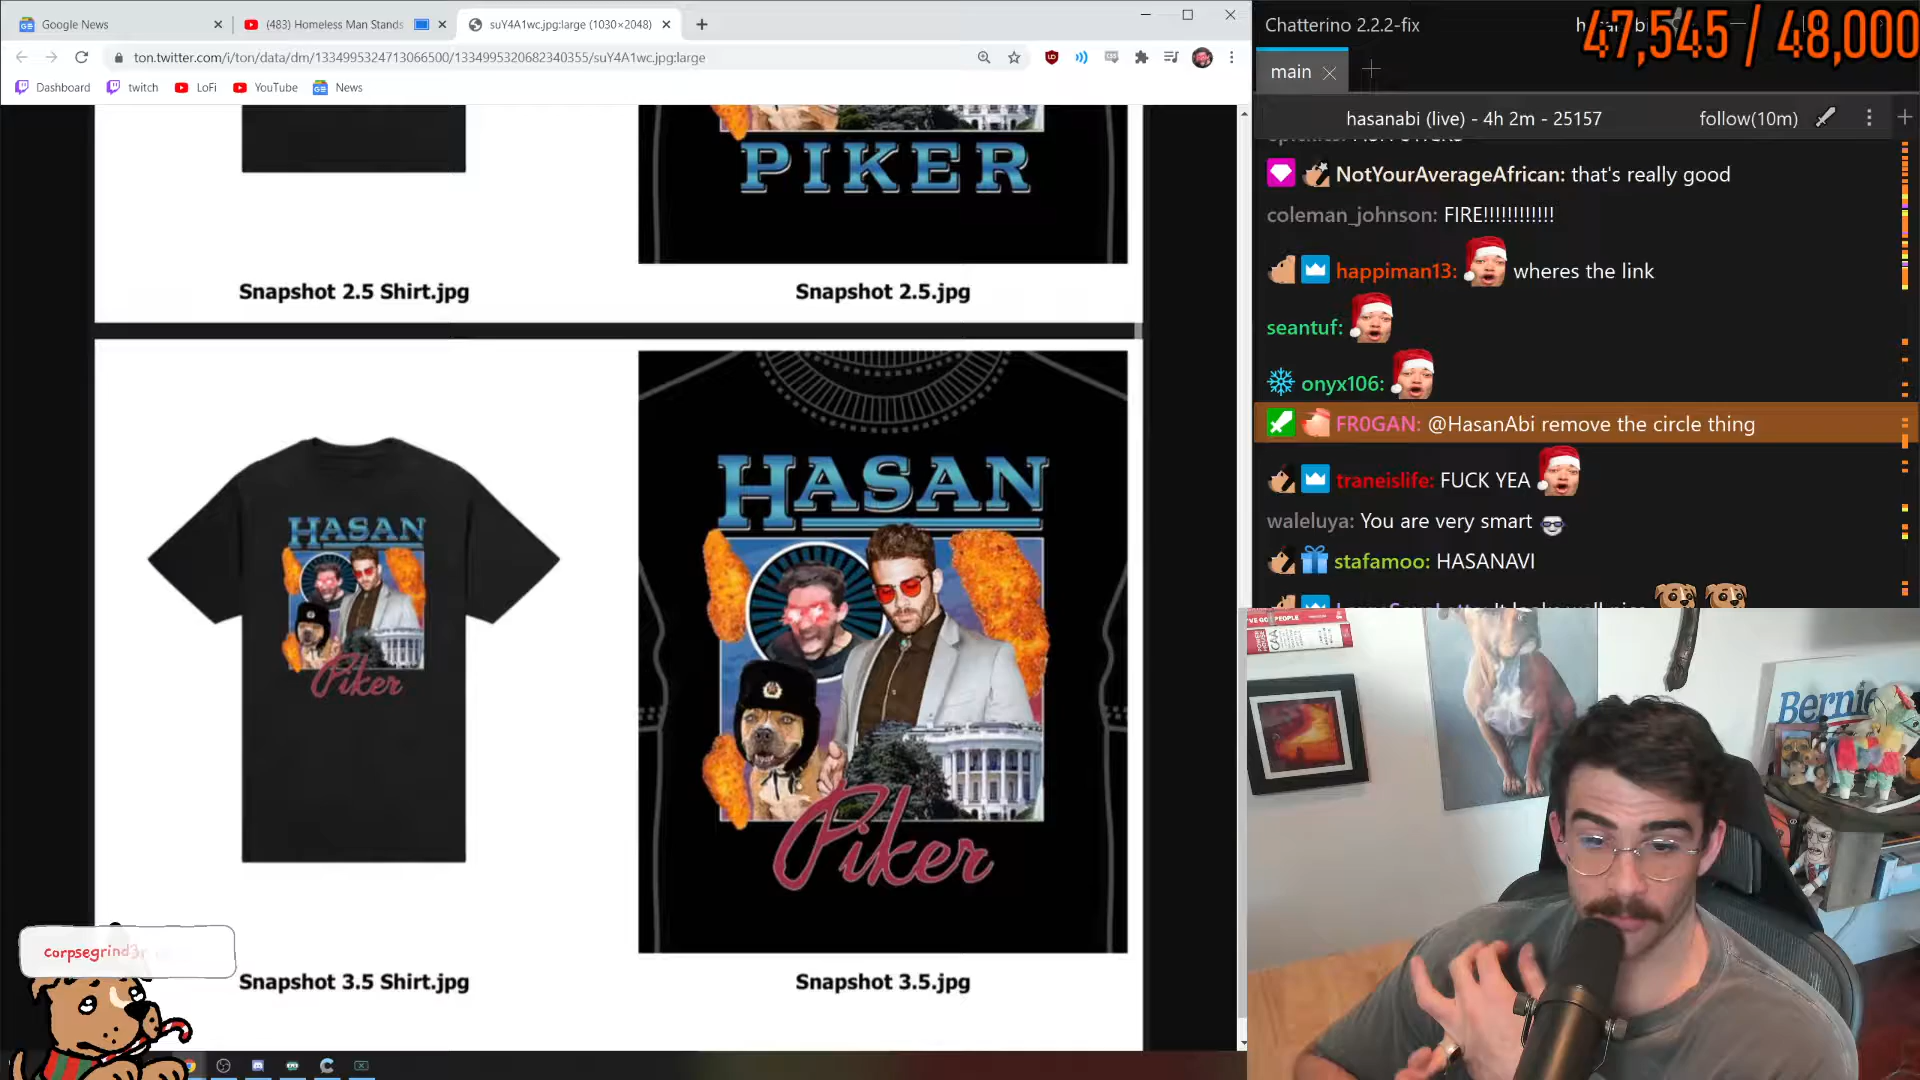 Google News
(483) Homeless Man Stands
suY4A1wc.jpg:large (1030×2048)
ton.twitter.com/i/ton/data/dm/1334995324713066500/1334995320682340355/suY4A1wc.jpg:large
Dashboard
twitch
LoFi
YouTube
News
PIKER
Snapshot 2.5 Shirt.jpg
Snapshot 2.5.jpg
HASAN
Piker
HASAN
Piker
Snapshot 3.5 Shirt.jpg
Snapshot 3.5.jpg
corpsegrind3r
Chatterino 2.2.2-fix
47,545 / 48,000
main
hasanabi (live) - 4h 2m - 25157
follow(10m)
NotYourAverageAfrican: that's really good
coleman_johnson: FIRE!!!!!!!!!!!!
happiman13: wheres the link
seantuf:
onyx106:
FR0GAN: @HasanAbi remove the circle thing
traneislife: FUCK YEA
waleluya: You are very smart
stafamoo: HASANAVI
Bernie